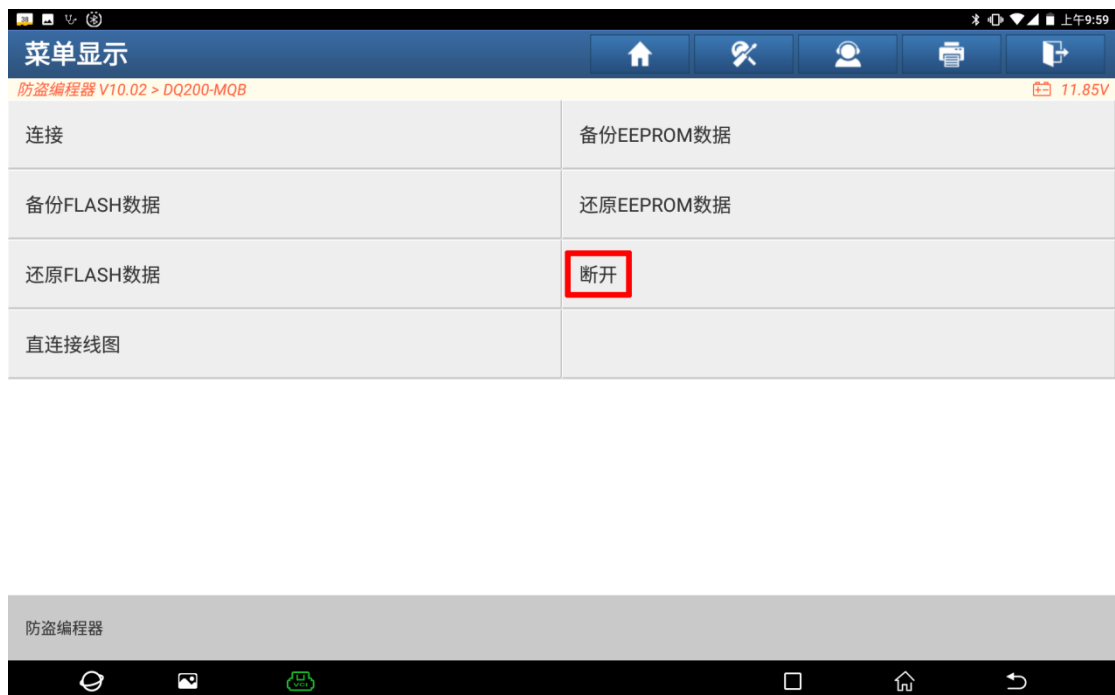 38
上午9:59
菜单显示
防盗编程器 V10.02 > DQ200-MQB
11.85V
连接
备份EEPROM数据
备份FLASH数据
还原EEPROM数据
还原FLASH数据
断开
直连接线图
防盗编程器
VCI